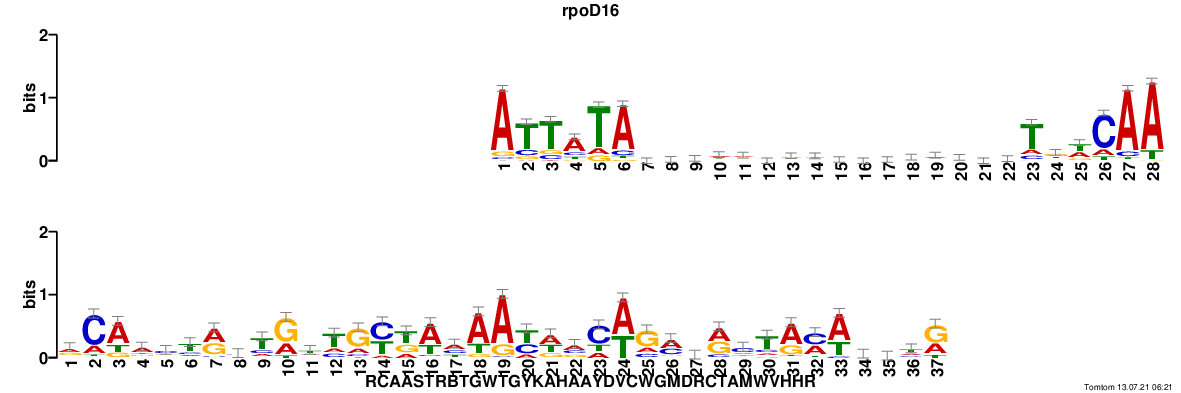 rpoD16
2
1
0
bits
A T T A T A T T C A A
1 2 3 4 5 6 7 8 9 10 11 12 13 14 15 16 17 18 19 20 21 22 23 24 25 26 27 28
2
1
0
bits
1 2 3 4 5 6 7 8 9 10 11 12 13 14 15 16 17 18 19 20 21 22 23 24 25 26 27 28 29 30 31 32 33 34 35 36 37
RCAASTRBTGWTGYKAHAAYDVCWGMDRCTAMWVHHR
Tomtom 13.07.21 06:21